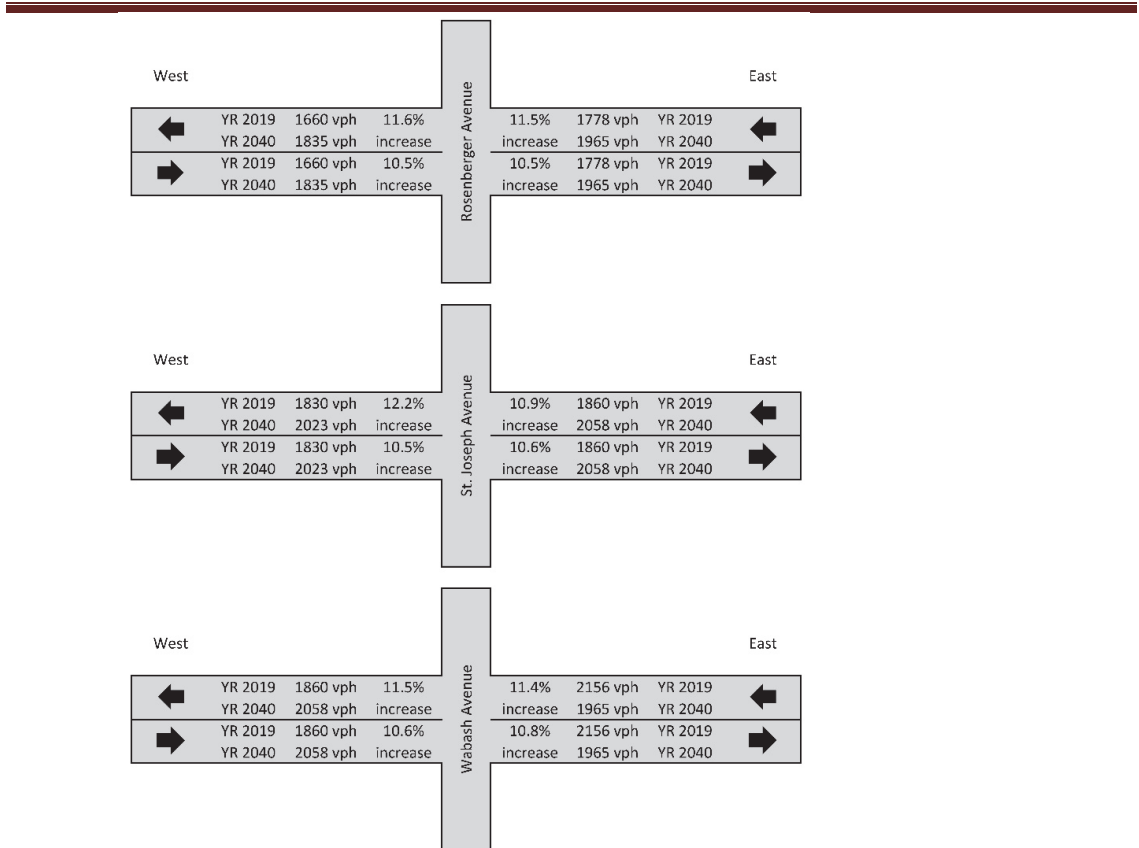 West East
Rosenberger Avenue
YR 2019 1660 vph 11.6% 11.5% 1778 vph YR 2019
YR 2040 1835 vph increase increase 1965 vph YR 2040
YR 2019 1660 vph 10.5% 10.5% 1778 vph YR 2019
YR 2040 1835 vph increase increase 1965 vph YR 2040
West East
St. Joseph Avenue
YR 2019 1830 vph 12.2% 10.9% 1860 vph YR 2019
YR 2040 2023 vph increase increase 2058 vph YR 2040
YR 2019 1830 vph 10.5% 10.6% 1860 vph YR 2019
YR 2040 2023 vph increase increase 2058 vph YR 2040
West East
Wabash Avenue
YR 2019 1860 vph 11.5% 11.4% 2156 vph YR 2019
YR 2040 2058 vph increase increase 1965 vph YR 2040
YR 2019 1860 vph 10.6% 10.8% 2156 vph YR 2019
YR 2040 2058 vph increase increase 1965 vph YR 2040